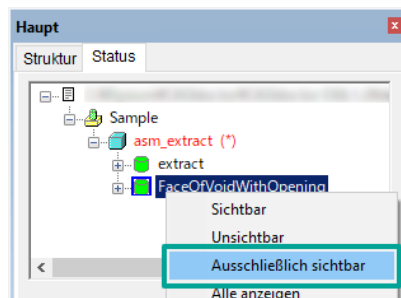 Haupt
Struktur Status
Sample
asm_extract (*)
extract
FaceOfVoidWithOpening
Sichtbar
Unsichtbar
Ausschließlich sichtbar
Alle anzeigen